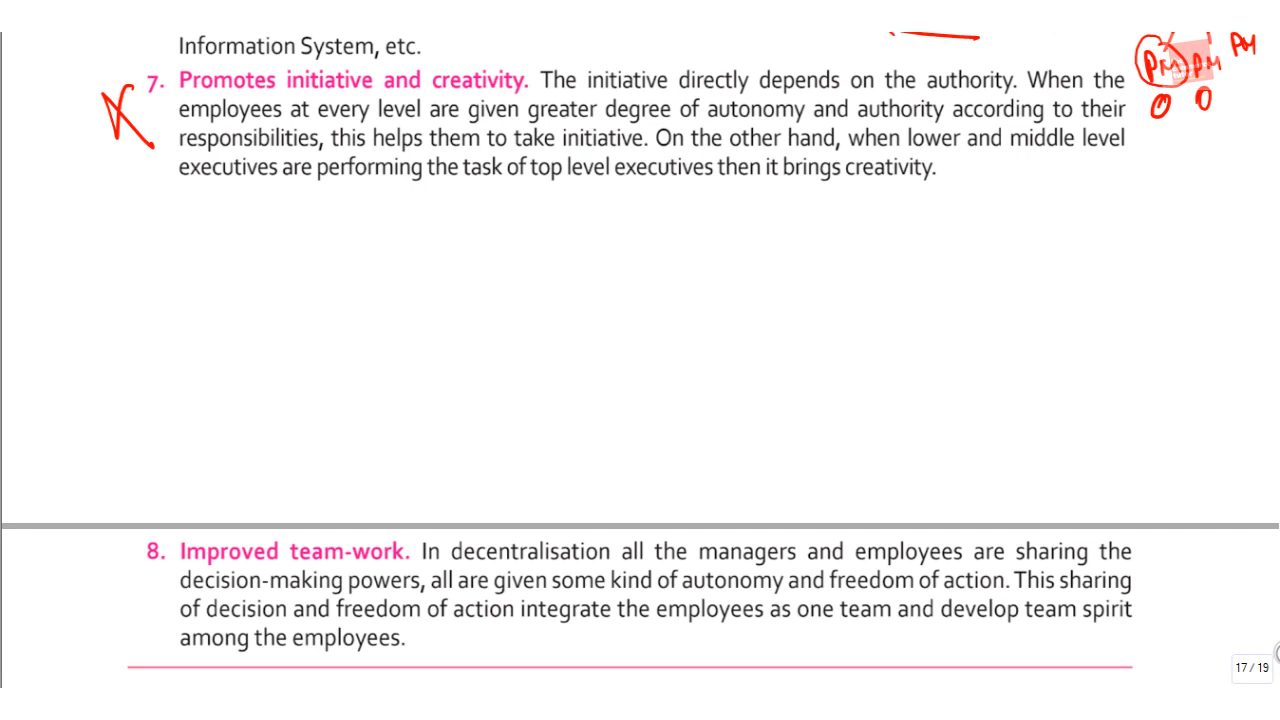 Information System, etc.
PM PM PM
7. Promotes initiative and creativity. The initiative directly depends on the authority. When the
employees at every level are given greater degree of autonomy and authority according to their
responsibilities, this helps them to take initiative. On the other hand, when lower and middle level
executives are performing the task of top level executives then it brings creativity.
8. Improved team-work. In decentralisation all the managers and employees are sharing the
decision-making powers, all are given some kind of autonomy and freedom of action. This sharing
of decision and freedom of action integrate the employees as one team and develop team spirit
among the employees.
17 / 19